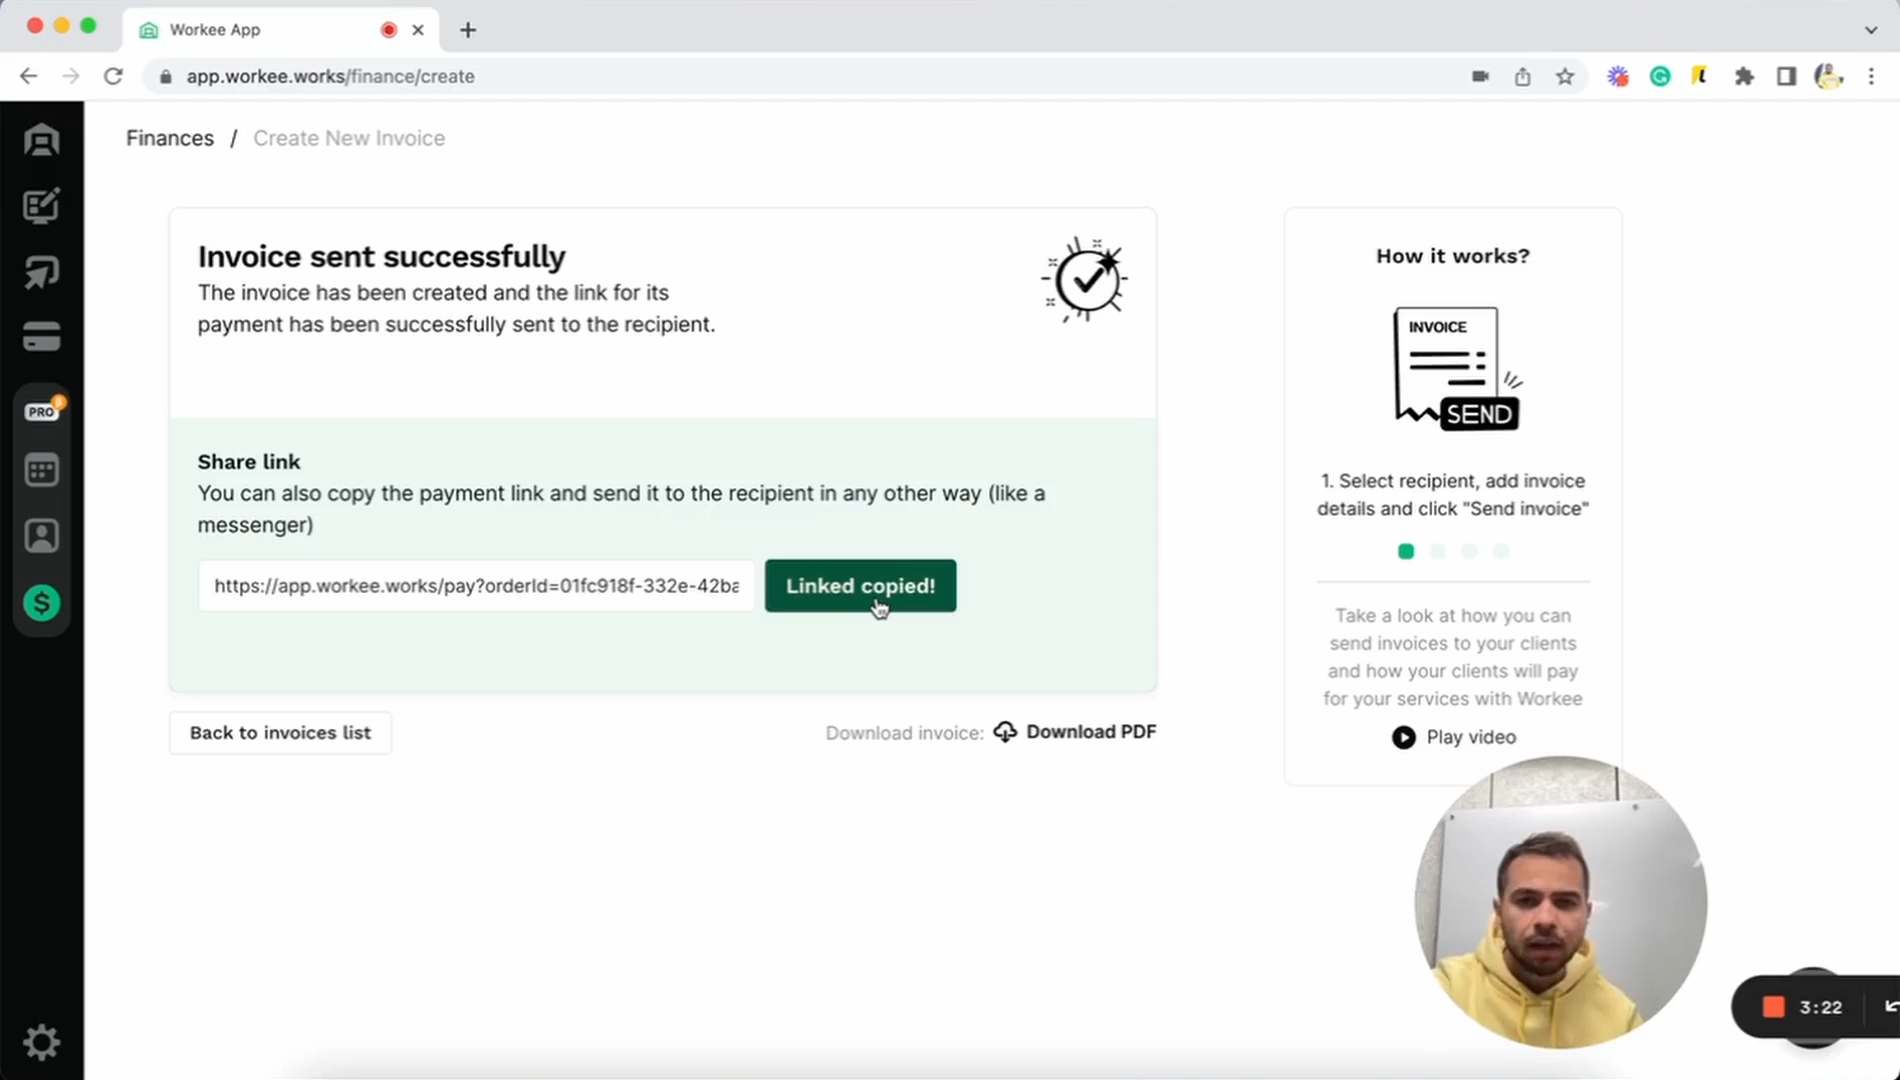 Workee App
app.workee.works/finance/create
Finances / Create New Invoice
Invoice sent successfully
The invoice has been created and the link for its
payment has been successfully sent to the recipient.
Share link
You can also copy the payment link and send it to the recipient in any other way (like a
messenger)
https://app.workee.works/pay?orderId=01fc918f-332e-42ba
Linked copied!
Back to invoices list
Download invoice: Download PDF
How it works?
INVOICE
SEND
1. Select recipient, add invoice
details and click "Send invoice"
Take a look at how you can
send invoices to your clients
and how your clients will pay
for your services with Workee
Play video
PRO
3:22